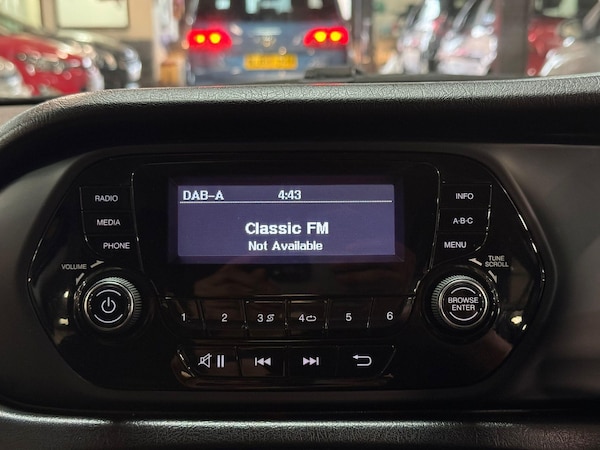 DAB-A 4:43
Classic FM
Not Available
RADIO
MEDIA
PHONE
INFO
A-B-C
MENU
VOLUME
TUNE
SCROLL
BROWSE
ENTER
1 2 3 4 5 6